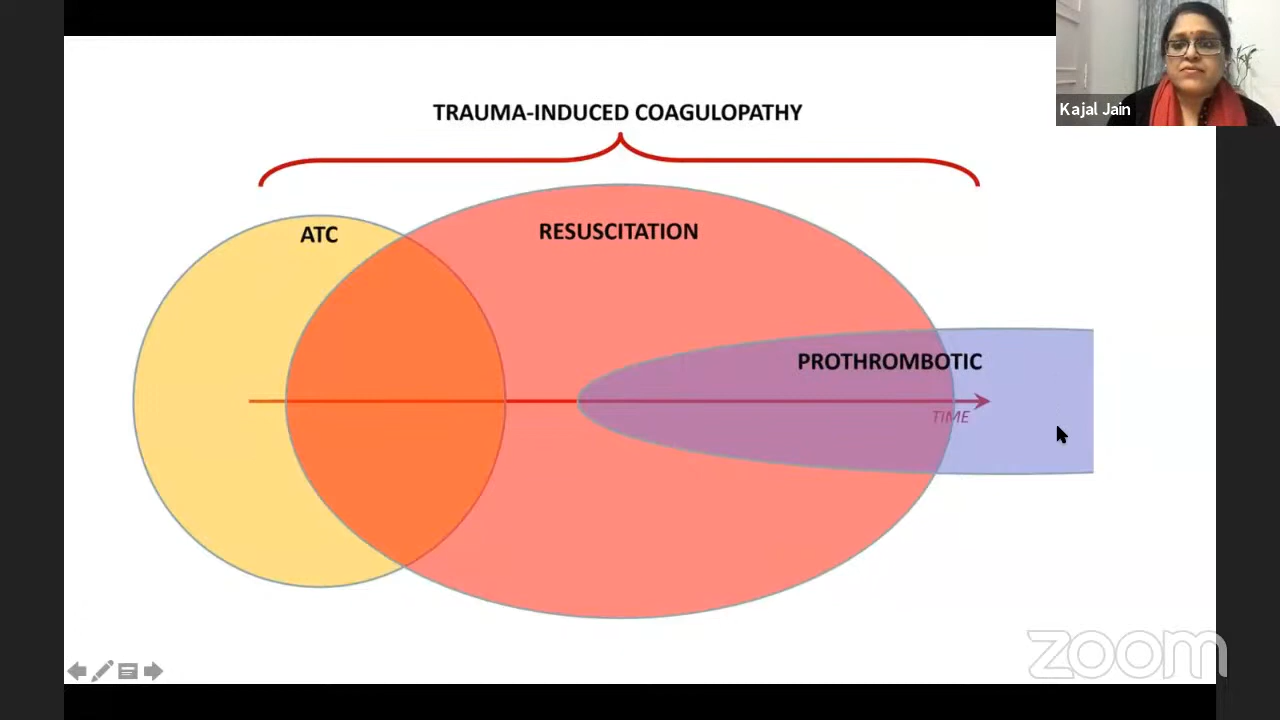 Kajal Jain
TRAUMA-INDUCED COAGULOPATHY
ATC
RESUSCITATION
PROTHROMBOTIC
TIME
zoom